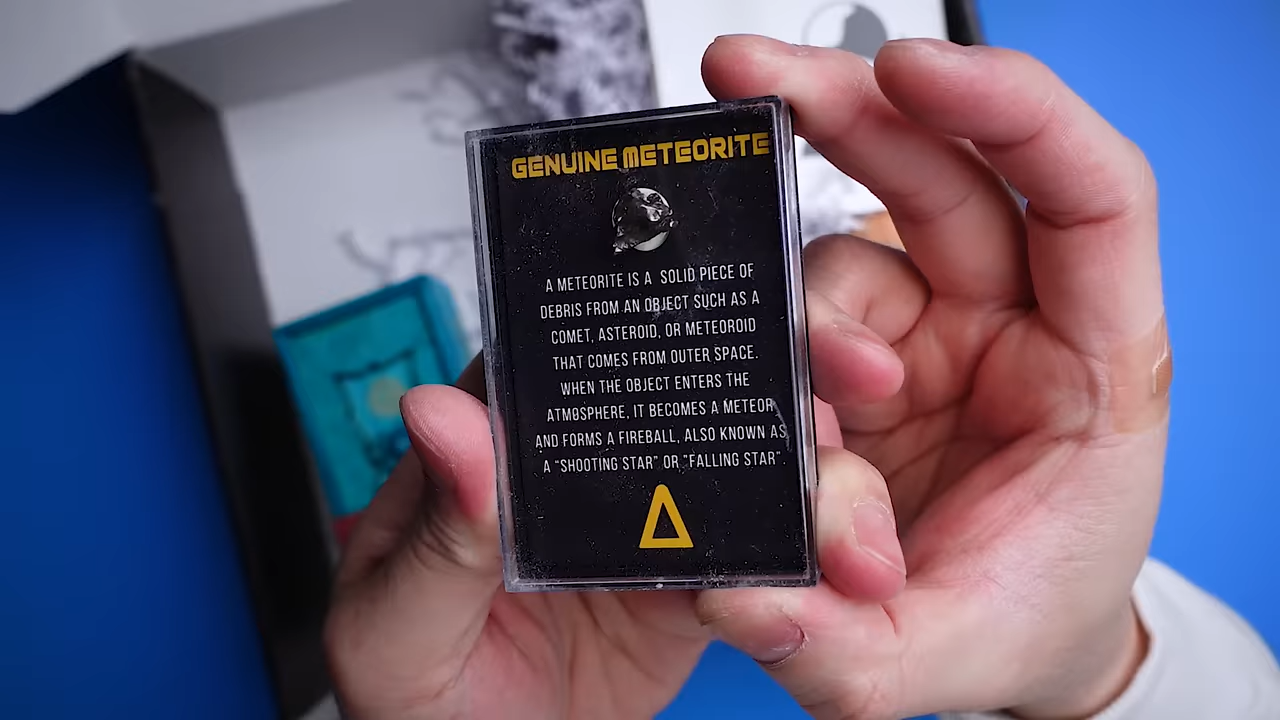 GENUINE METEORITE
A METEORITE IS A SOLID PIECE OF
DEBRIS FROM AN OBJECT SUCH AS A
COMET, ASTEROID, OR METEOROID
THAT COMES FROM OUTER SPACE.
WHEN THE OBJECT ENTERS THE
ATMOSPHERE, IT BECOMES A METEOR
AND FORMS A FIREBALL, ALSO KNOWN AS
A "SHOOTING STAR" OR "FALLING STAR".